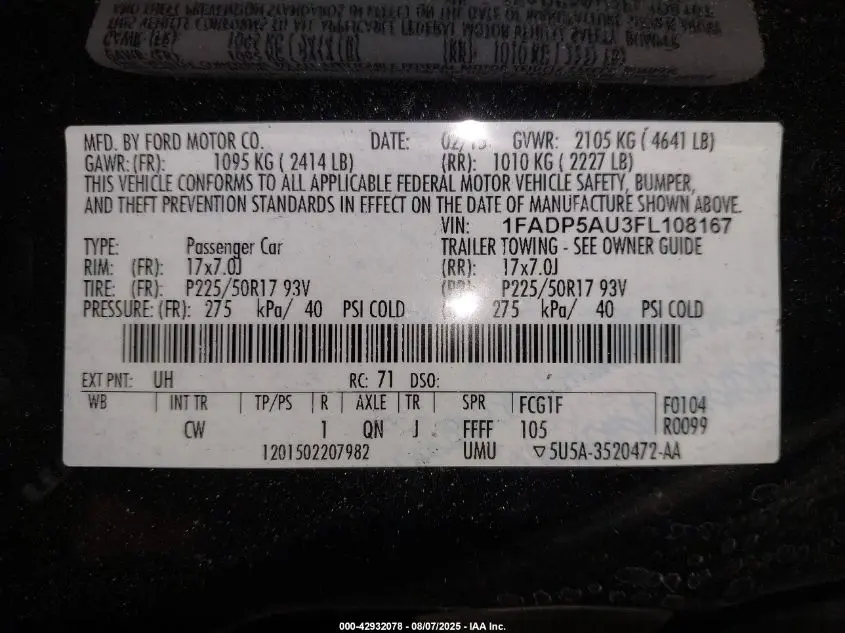 MFD. BY FORD MOTOR CO. DATE: 02/15 GVWR: 2105 KG ( 4641 LB)
GAWR: (FR): 1095 KG ( 2414 LB) (RR): 1010 KG ( 2227 LB)
THIS VEHICLE CONFORMS TO ALL APPLICABLE FEDERAL MOTOR VEHICLE SAFETY, BUMPER,
AND THEFT PREVENTION STANDARDS IN EFFECT ON THE DATE OF MANUFACTURE SHOWN ABOVE.
VIN: 1FADP5AU3FL108167
TYPE: Passenger Car TRAILER TOWING - SEE OWNER GUIDE
RIM: (FR): 17x7.0J (RR): 17x7.0J
TIRE: (FR): P225/50R17 93V P225/50R17 93V
PRESSURE: (FR): 275 kPa/ 40 PSI COLD 275 kPa/ 40 PSI COLD
EXT PNT: UH RC: 71 DSO:
WB INT TR TP/PS R AXLE TR SPR FCG1F F0104
CW 1 QN J FFFF 105 R0099
1201502207982 UMU ▽5U5A-3520472-AA
000-42932078 - 08/07/2025 - IAA Inc.